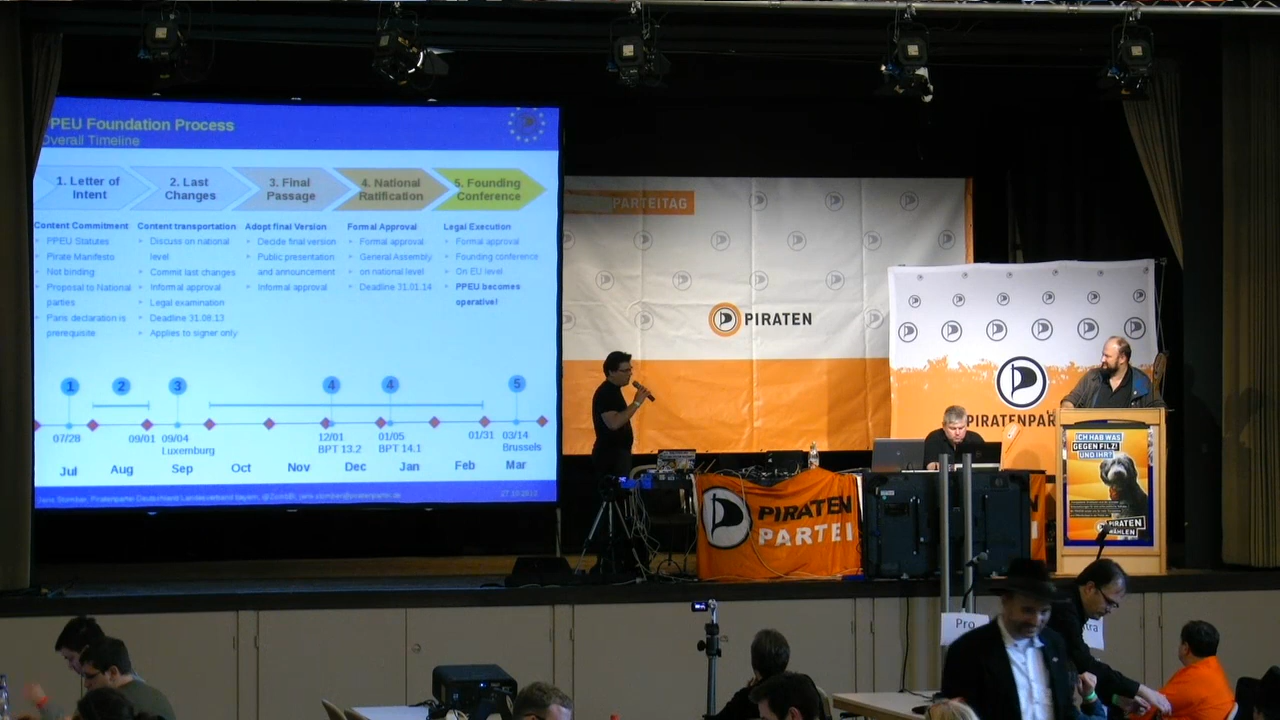 PPEU Foundation Process
Overall Timeline
1. Letter of
Intent
2. Last
Changes
3. Final
Passage
4. National
Ratification
5. Founding
Conference
Content Commitment
PPEU Statutes
Pirate Manifesto
Not binding
Proposal to National
parties
Paris declaration is
prerequisite
Content transportation
Discuss on national
level
Commit last changes
Informal approval
Legal examination
Deadline 31.08.13
Applies to signer only
Adopt final Version
Decide final version
Public presentation
and announcement
Informal approval
Formal Approval
Formal approval
General Assembly
on national level
Deadline 31.01.14
Legal Execution
Formal approval
Founding conference
On EU level
PPEU becomes
operative!
1 2 3 4 4 5
07/28 09/01 09/04 12/01 01/05 01/31 03/14
Luxemburg BPT 13.2 BPT 14.1 Brussels
Jul Aug Sep Oct Nov Dec Jan Feb Mar
PARTEITAG
PIRATEN
PIRATENPAR
PIRATEN
PARTEI
ICH HAB WAS
GEGEN FILZ!
UND IHR?
PIRATEN
WÄHLEN
Pro